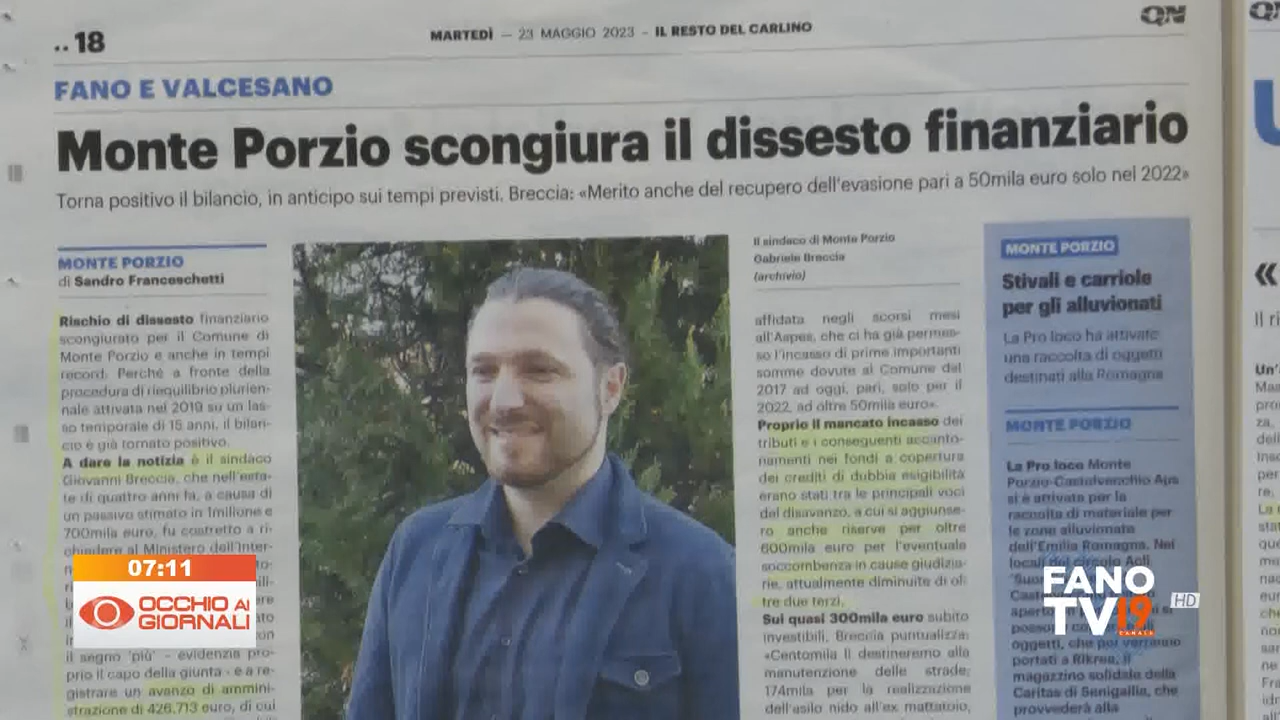 ..18
MARTEDÌ — 23 MAGGIO 2023 – IL RESTO DEL CARLINO
QN
FANO E VALCESANO
Monte Porzio scongiura il dissesto finanziario
Torna positivo il bilancio, in anticipo sui tempi previsti. Breccia: «Merito anche del recupero dell'evasione pari a 50mila euro solo nel 2022»
MONTE PORZIO
di Sandro Franceschetti
Rischio di dissesto finanziario
scongiurato per il Comune di
Monte Porzio e anche in tempi
record. Perché a fronte della
procedura di riequilibrio plurien-
nale attivata nel 2019 su un las-
so temporale di 15 anni, il bilan-
cio è già tornato positivo.
A dare la notizia è il sindaco
Giovanni Breccia, che nell'esta-
te di quattro anni fa, a causa di
un passivo stimato in 1milione e
700mila euro, fu costretto a ri-
chiedere al Ministero dell'Inter-
il segno 'più' - evidenzia pro-
prio il capo della giunta - e a re-
gistrare un avanzo di ammini-
strazione di 426.713 euro, di cui
Il sindaco di Monte Porzio
Gabriele Breccia
(archivio)
affidata negli scorsi mesi
all'Aspes, che ci ha già permes-
so l'incasso di prime importanti
somme dovute al Comune dal
2017 ad oggi, pari, solo per il
2022, ad oltre 50mila euro».
Proprio il mancato incasso dei
tributi e i conseguenti accanto-
namenti nei fondi a copertura
dei crediti di dubbia esigibilità
erano stati tra le principali voci
del disavanzo, a cui si aggiunse-
ro anche riserve per oltre
600mila euro per l'eventuale
soccombenza in cause giudizia-
rie, attualmente diminuite di ol-
tre due terzi.
Sui quasi 300mila euro subito
investibili, Breccia puntualizza:
«Centomila li destineremo alla
manutenzione delle strade;
174mila per la realizzazione
dell'asilo nido all'ex mattatoio,
MONTE PORZIO
Stivali e carriole
per gli alluvionati
La Pro loco ha attivato
una raccolta di oggetti
destinati alla Romagna
MONTE PORZIO
La Pro loco Monte
Porzio-Castelvecchio Aps
si è attivata per la
raccolta di materiale per
le zone alluvionate
dell'Emilia Romagna. Nei
locali del circolo Acli
oggetti, che poi verranno
portati a Rikrea, il
magazzino solidale della
Caritas di Senigallia, che
provvederà alla
07:11
OCCHIO AI
GIORNALI
FANO
TV19
CANALE
HD